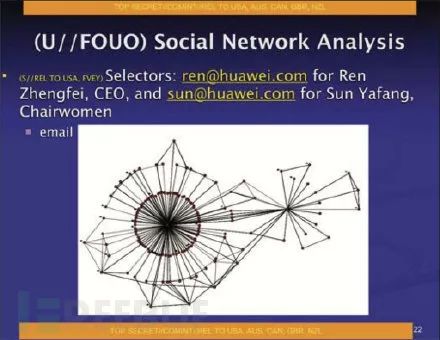 TOP SECRET//COMINT//REL TO USA, AUS, CAN, GBR, NZL
(U//FOUO) Social Network Analysis
(S//REL TO USA, FVEY) Selectors: ren@huawei.com for Ren
Zhengfei, CEO, and sun@huawei.com for Sun Yafang,
Chairwomen
email
TOP SECRET//COMINT//REL TO USA, AUS, CAN, GBR, NZL
22